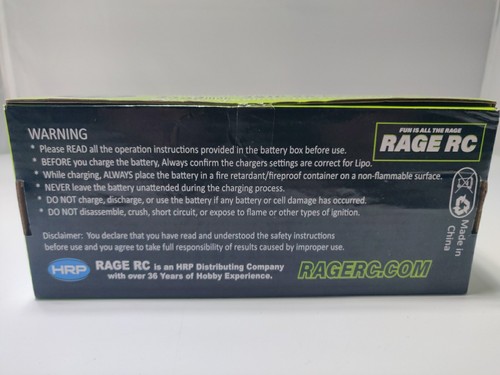 WARNING
* Please READ all the operation instructions provided in the battery box before use.
* BEFORE you charge the battery, Always confirm the chargers settings are correct for Lipo.
* While charging, ALWAYS place the battery in a fire retardant/fireproof container on a non-flammable surface.
* NEVER leave the battery unattended during the charging process.
* DO NOT charge, discharge, or use the battery if any battery or cell damage has occurred.
* DO NOT disassemble, crush, short circuit, or expose to flame or other types of ignition.
Disclaimer: You declare that you have read and understood the safety instructions
before use and you agree to take full responsibility of results caused by improper use.
HRP
RAGE RC is an HRP Distributing Company
with over 36 Years of Hobby Experience.
RAGERC.COM
FUN IS ALL THE RAGE
RAGE RC
Made in
China